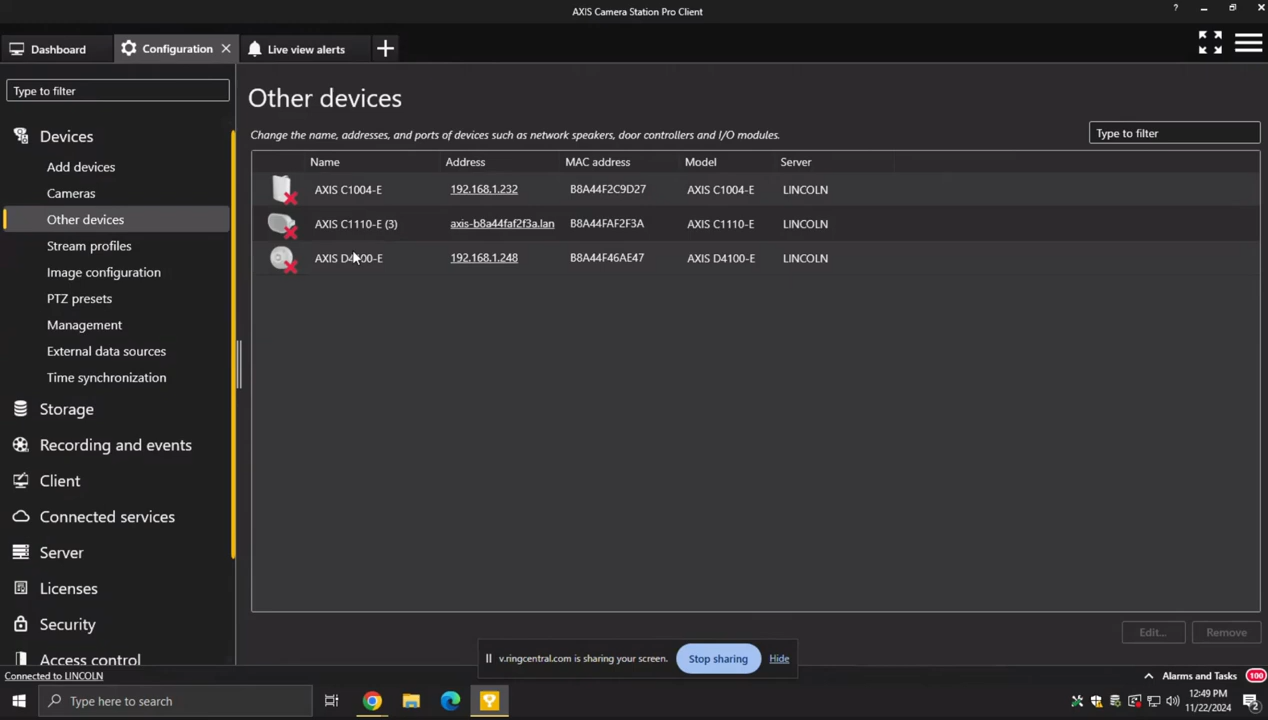 AXIS Camera Station Pro Client
?
Dashboard
Configuration
Live view alerts
Type to filter
Devices
Add devices
Cameras
Other devices
Stream profiles
Image configuration
PTZ presets
Management
External data sources
Time synchronization
Storage
Recording and events
Client
Connected services
Server
Licenses
Security
Access control
Other devices
Change the name, addresses, and ports of devices such as network speakers, door controllers and I/O modules.
Type to filter
Name Address MAC address Model Server
AXIS C1004-E 192.168.1.232 B8A44F2C9D27 AXIS C1004-E LINCOLN
AXIS C1110-E (3) axis-b8a44faf2f3a.lan B8A44FAF2F3A AXIS C1110-E LINCOLN
AXIS D4100-E 192.168.1.248 B8A44F46AE47 AXIS D4100-E LINCOLN
Edit... Remove
v.ringcentral.com is sharing your screen. Stop sharing Hide
Connected to LINCOLN
Alarms and Tasks 100
Type here to search
12:49 PM
11/22/2024
2